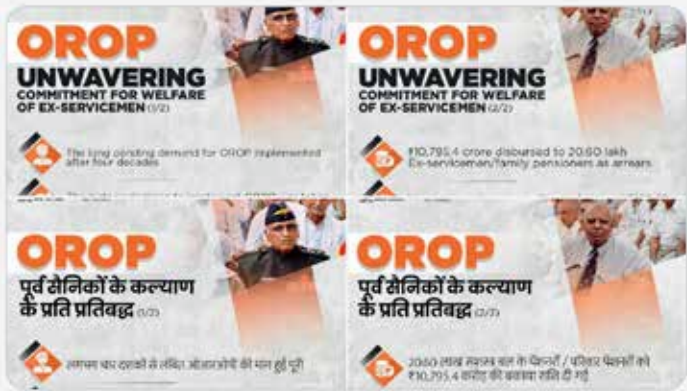 OROP
UNWAVERING
COMMITMENT FOR WELFARE
OF EX-SERVICEMEN (1/2)
The long pending demand for OROP implemented
after four decades
OROP
UNWAVERING
COMMITMENT FOR WELFARE
OF EX-SERVICEMEN (2/2)
₹10,795.4 crore disbursed to 20.60 lakh
Ex-servicemen/family pensioners as arrears
OROP
पूर्व सैनिकों के कल्याण
के प्रति प्रतिबद्ध (1/2)
लगभग चार दशकों से लंबित ओआरओपी की मांग हुई पूरी
OROP
पूर्व सैनिकों के कल्याण
के प्रति प्रतिबद्ध (2/2)
20.60 लाख सशस्त्र बल के पेंशनरों / परिवार पेंशनरों को
₹10,795.4 करोड़ की बकाया राशि दी गई